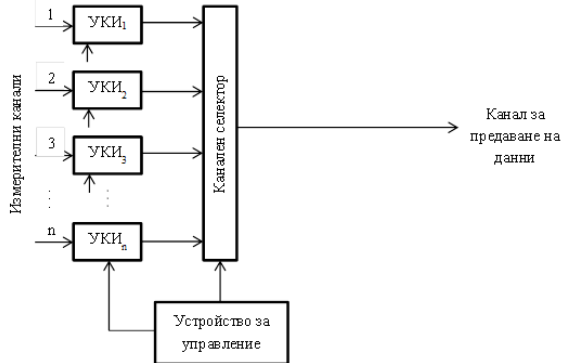 Измерителни канали
1
УКИ1
2
УКИ2
3
УКИ3
⋮ ⋮
n
УКИn
Канален селектор
Канал за
предаване на
данни
Устройство за
управление